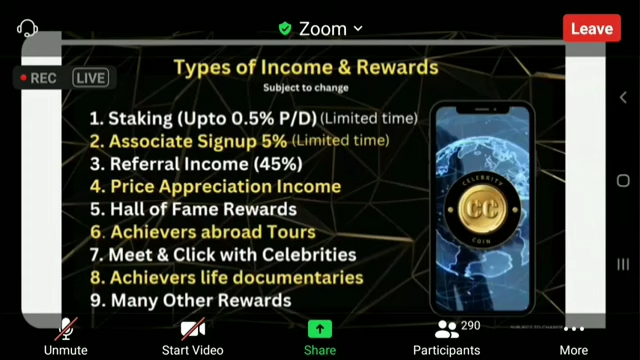 Zoom
Leave
REC
LIVE
Types of Income & Rewards
Subject to change
1. Staking (Upto 0.5% P/D) (Limited time)
2. Associate Signup 5% (Limited time)
3. Referral Income (45%)
4. Price Appreciation Income
5. Hall of Fame Rewards
6. Achievers abroad Tours
7. Meet & Click with Celebrities
8. Achievers life documentaries
9. Many Other Rewards
CELEBRITY
CC
COIN
SUBJECT TO CHANGE
290
Unmute
Start Video
Share
Participants
More